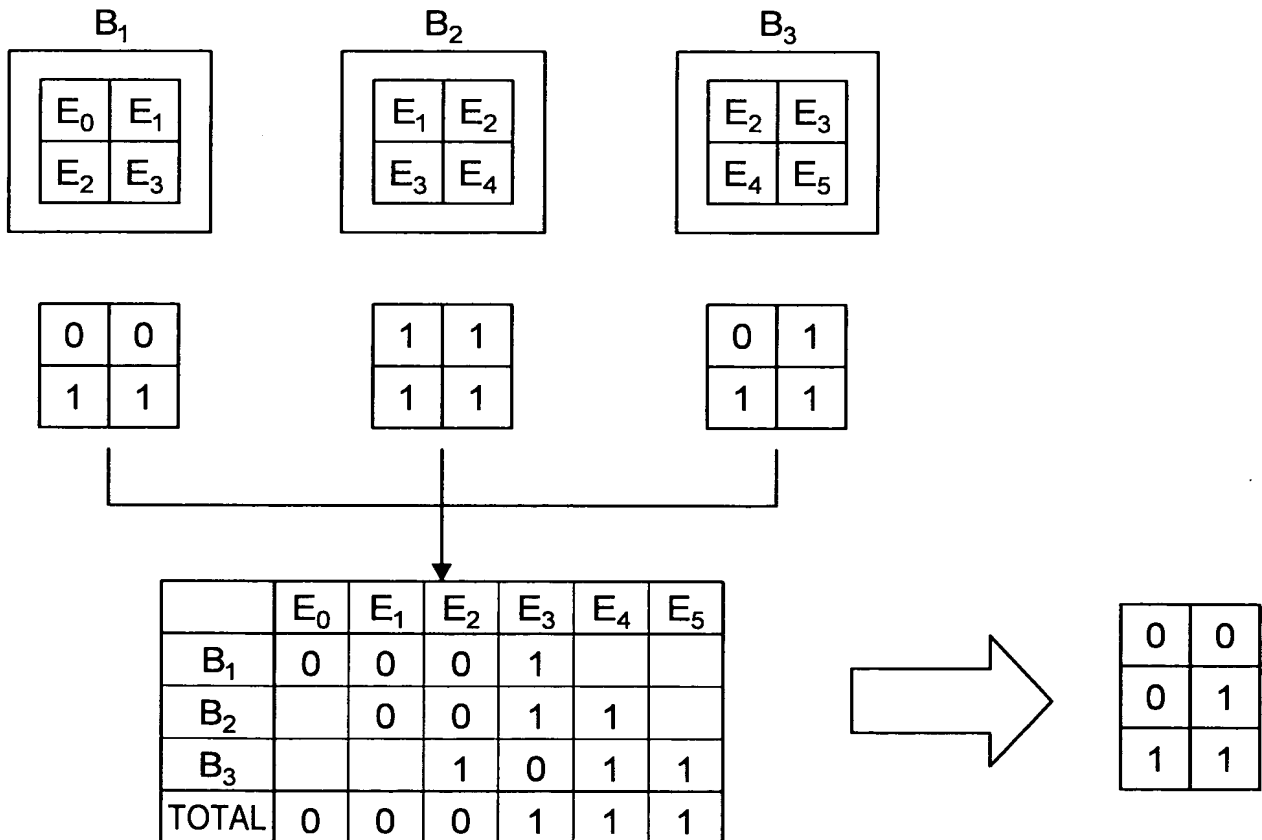 B₁ B₂ B₃
E₀ E₁ E₁ E₂ E₂ E₃
E₂ E₃ E₃ E₄ E₄ E₅
0 0 1 1 0 1
1 1 1 1 1 1
E₀ E₁ E₂ E₃ E₄ E₅
B₁ 0 0 0 1
B₂ 0 0 1 1
B₃ 1 0 1 1
TOTAL 0 0 0 1 1 1
0 0
0 1
1 1